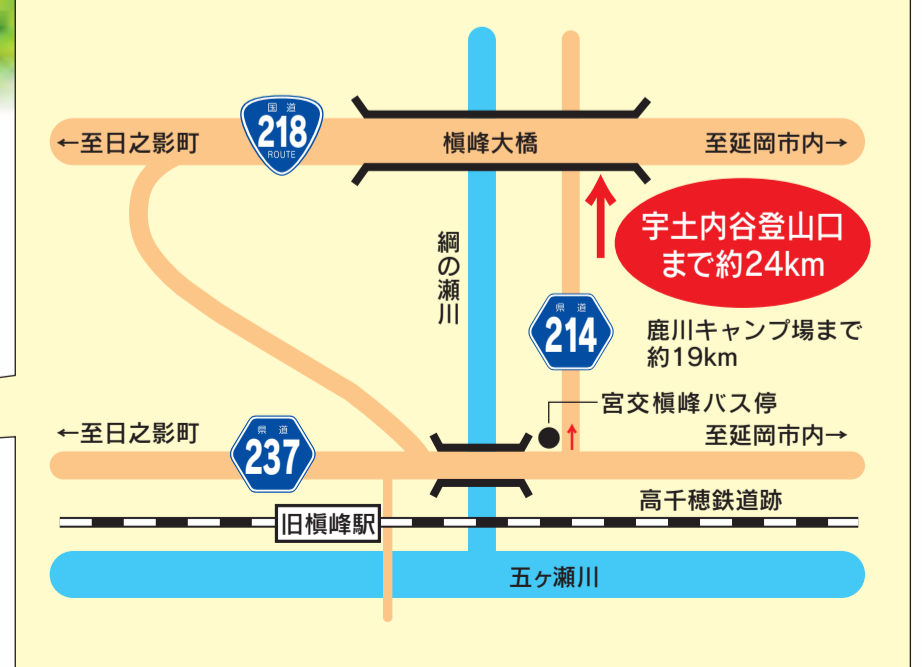 国道
218
ROUTE
←至日之影町
槇峰大橋
至延岡市内→
宇土内谷登山口
まで約24km
綱の瀬川
県道
214
鹿川キャンプ場まで
約19km
宮交槇峰バス停
←至日之影町
県道
237
至延岡市内→
高千穂鉄道跡
旧槇峰駅
五ヶ瀬川